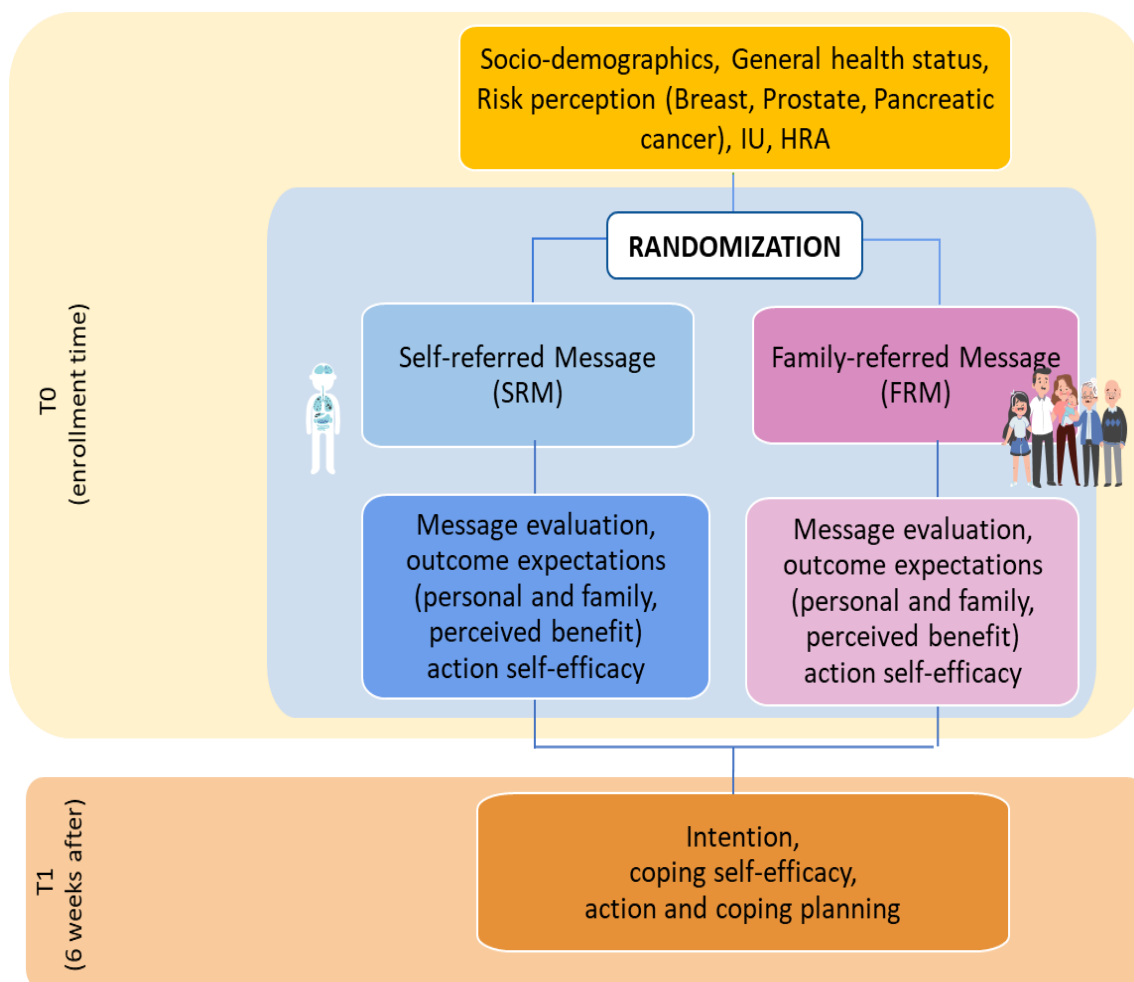 Socio-demographics, General health status,
Risk perception (Breast, Prostate, Pancreatic
cancer), IU, HRA
RANDOMIZATION
T0
(enrollment time)
Self-referred Message
(SRM)
Family-referred Message
(FRM)
Message evaluation,
outcome expectations
(personal and family,
perceived benefit)
action self-efficacy
Message evaluation,
outcome expectations
(personal and family,
perceived benefit)
action self-efficacy
T1
(6 weeks after)
Intention,
coping self-efficacy,
action and coping planning